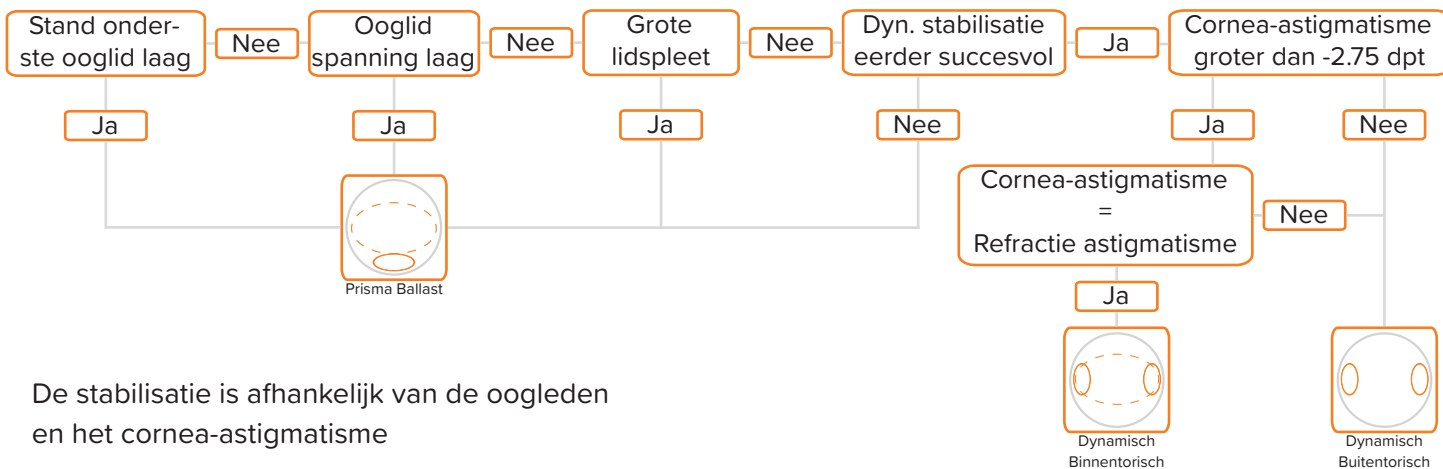 Stand onder-
ste ooglid laag
Nee
Ooglid
spanning laag
Nee
Grote
lidspleet
Nee
Dyn. stabilisatie
eerder succesvol
Ja
Cornea-astigmatisme
groter dan -2.75 dpt
Ja
Ja
Ja
Nee
Ja
Nee
Prisma Ballast
Cornea-astigmatisme
=
Refractie astigmatisme
Nee
Ja
De stabilisatie is afhankelijk van de oogleden
en het cornea-astigmatisme
Dynamisch
Binnentorisch
Dynamisch
Buitentorisch